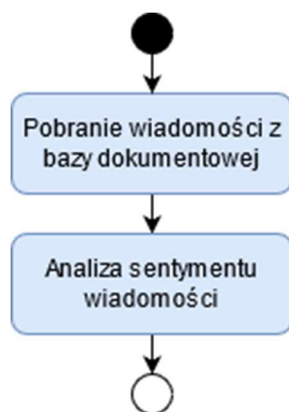 Pobranie wiadomości z
bazy dokumentowej
Analiza sentymentu
wiadomości